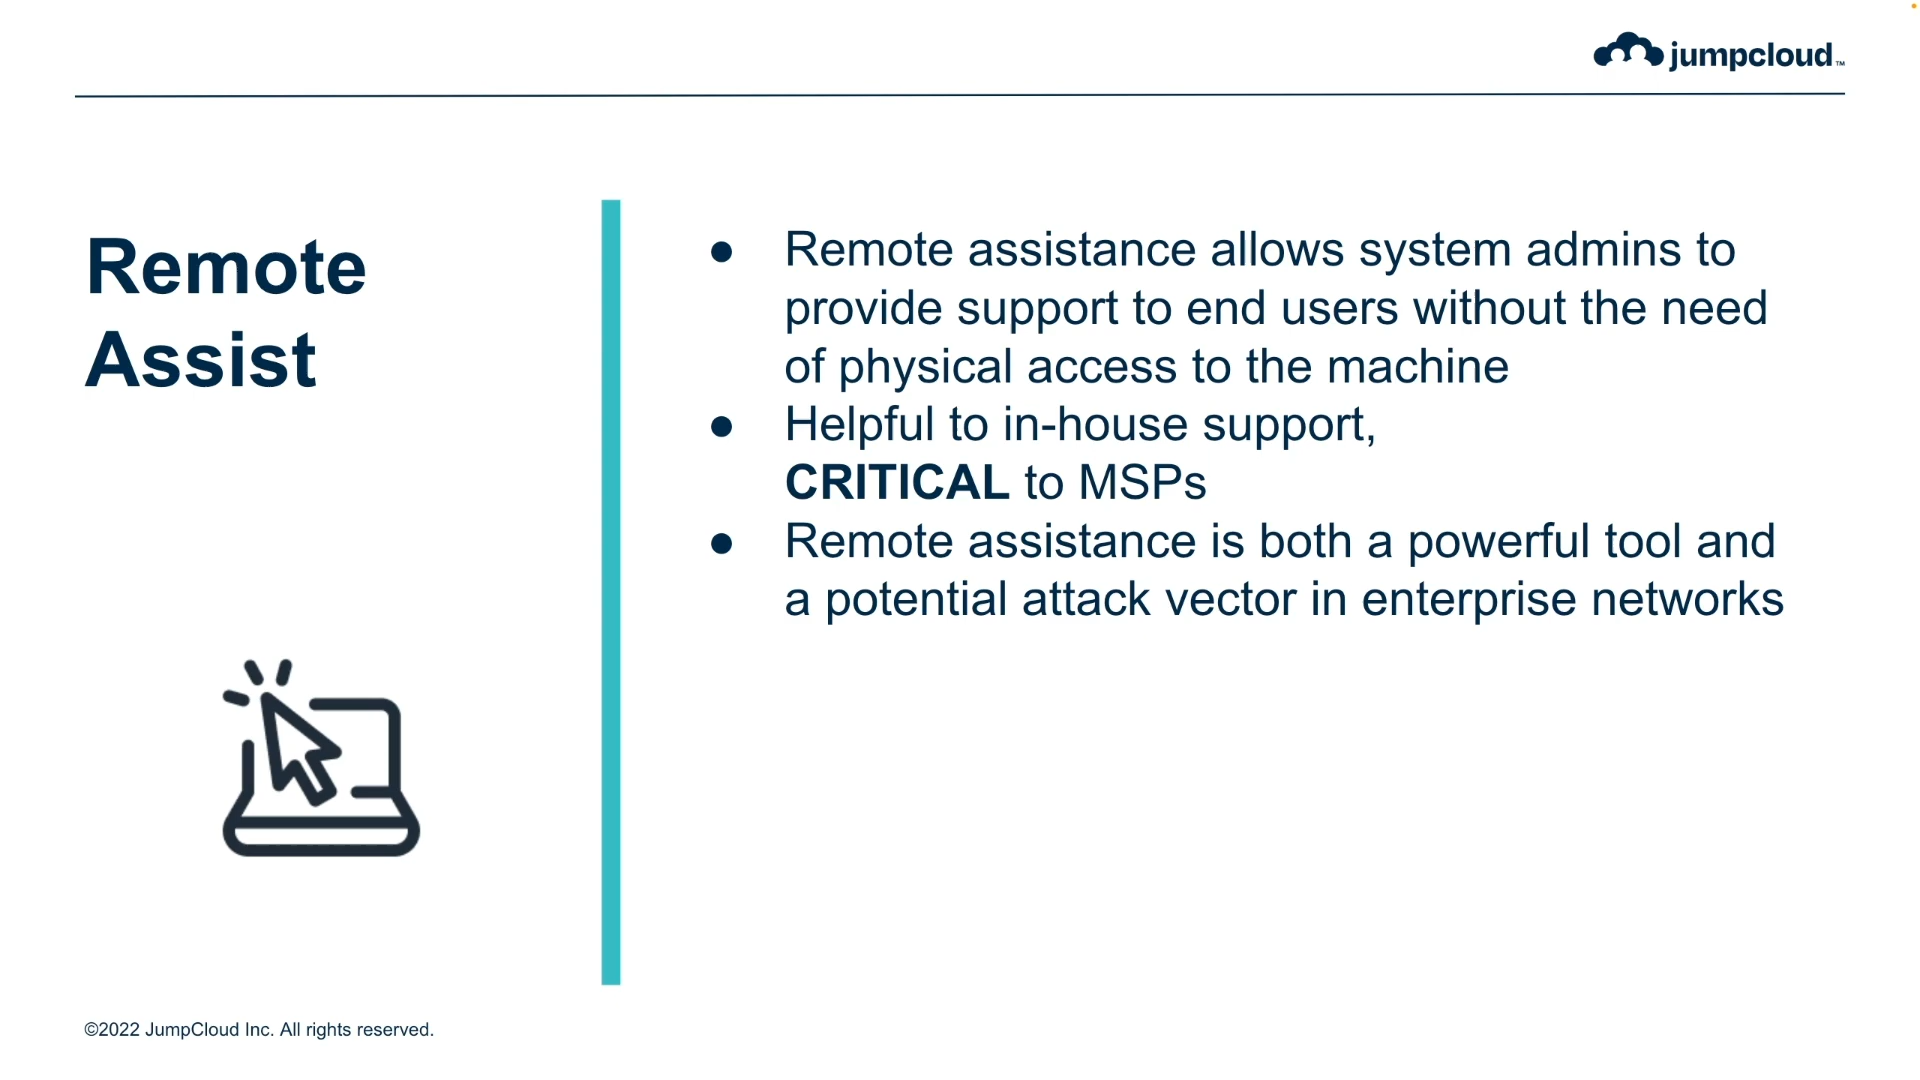 jumpcloud™
Remote
Assist
● Remote assistance allows system admins to
provide support to end users without the need
of physical access to the machine
● Helpful to in-house support,
CRITICAL to MSPs
● Remote assistance is both a powerful tool and
a potential attack vector in enterprise networks
©2022 JumpCloud Inc. All rights reserved.